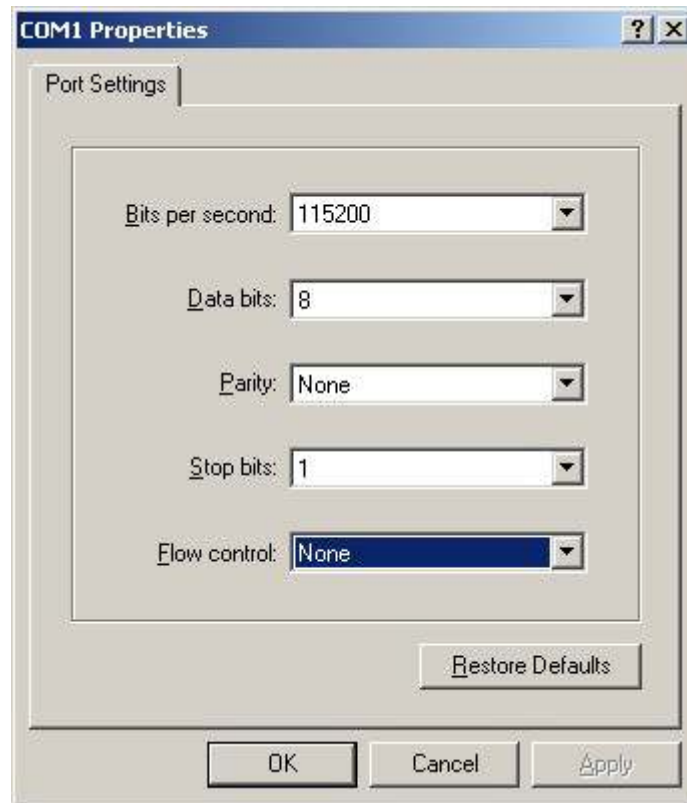 COM1 Properties
Port Settings
Bits per second: 115200
Data bits: 8
Parity: None
Stop bits: 1
Flow control: None
Restore Defaults
OK Cancel Apply